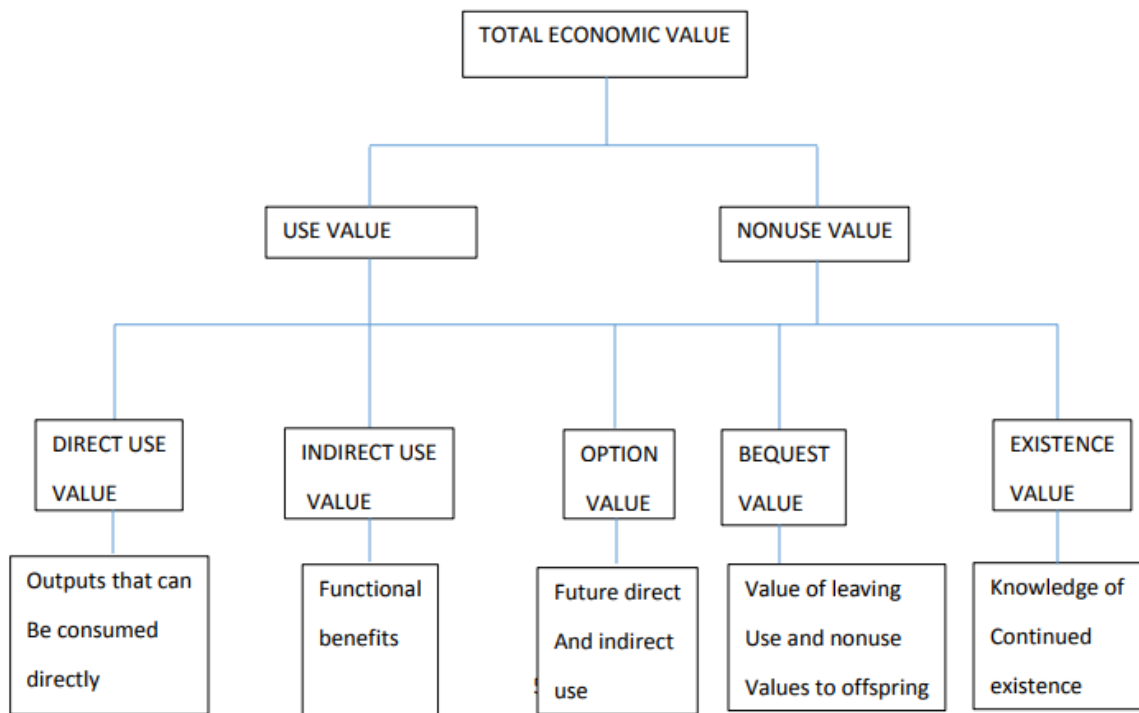 TOTAL ECONOMIC VALUE
USE VALUE
NONUSE VALUE
DIRECT USE
VALUE
INDIRECT USE
VALUE
OPTION
VALUE
BEQUEST
VALUE
EXISTENCE
VALUE
Outputs that can
Be consumed
directly
Functional
benefits
Future direct
And indirect
use
Value of leaving
Use and nonuse
Values to offspring
Knowledge of
Continued
existence